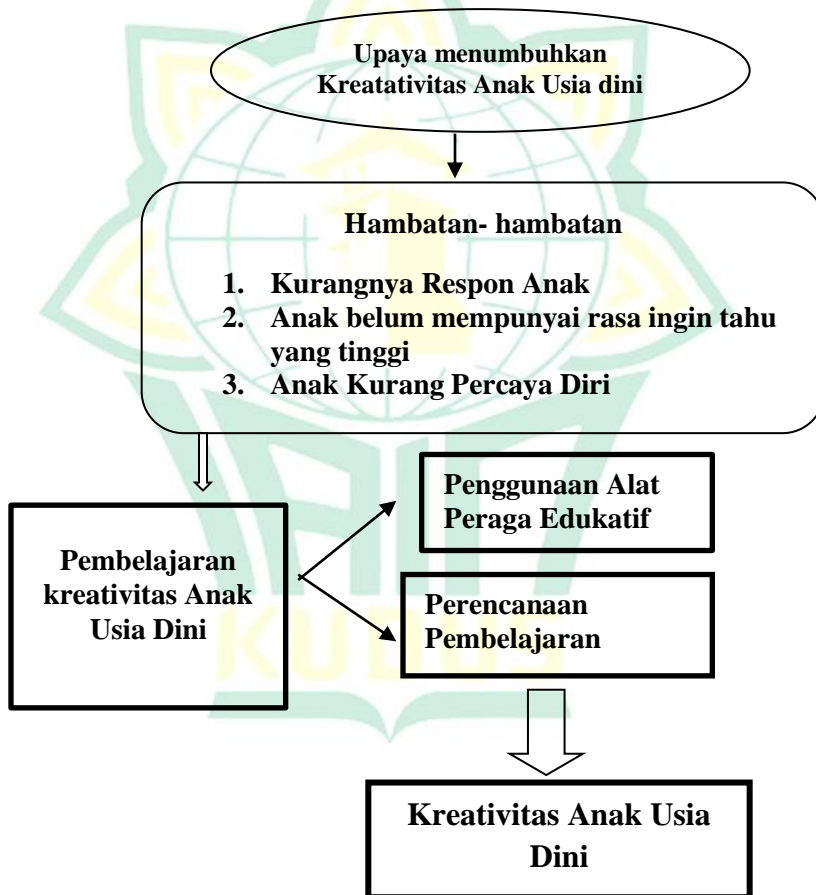 Upaya menumbuhkan
Kreatativitas Anak Usia dini
Hambatan- hambatan
1. Kurangnya Respon Anak
2. Anak belum mempunyai rasa ingin tahu
yang tinggi
3. Anak Kurang Percaya Diri
Penggunaan Alat
Peraga Edukatif
Pembelajaran
kreativitas Anak
Usia Dini
Perencanaan
Pembelajaran
Kreativitas Anak Usia
Dini
IAIN
KUDUS